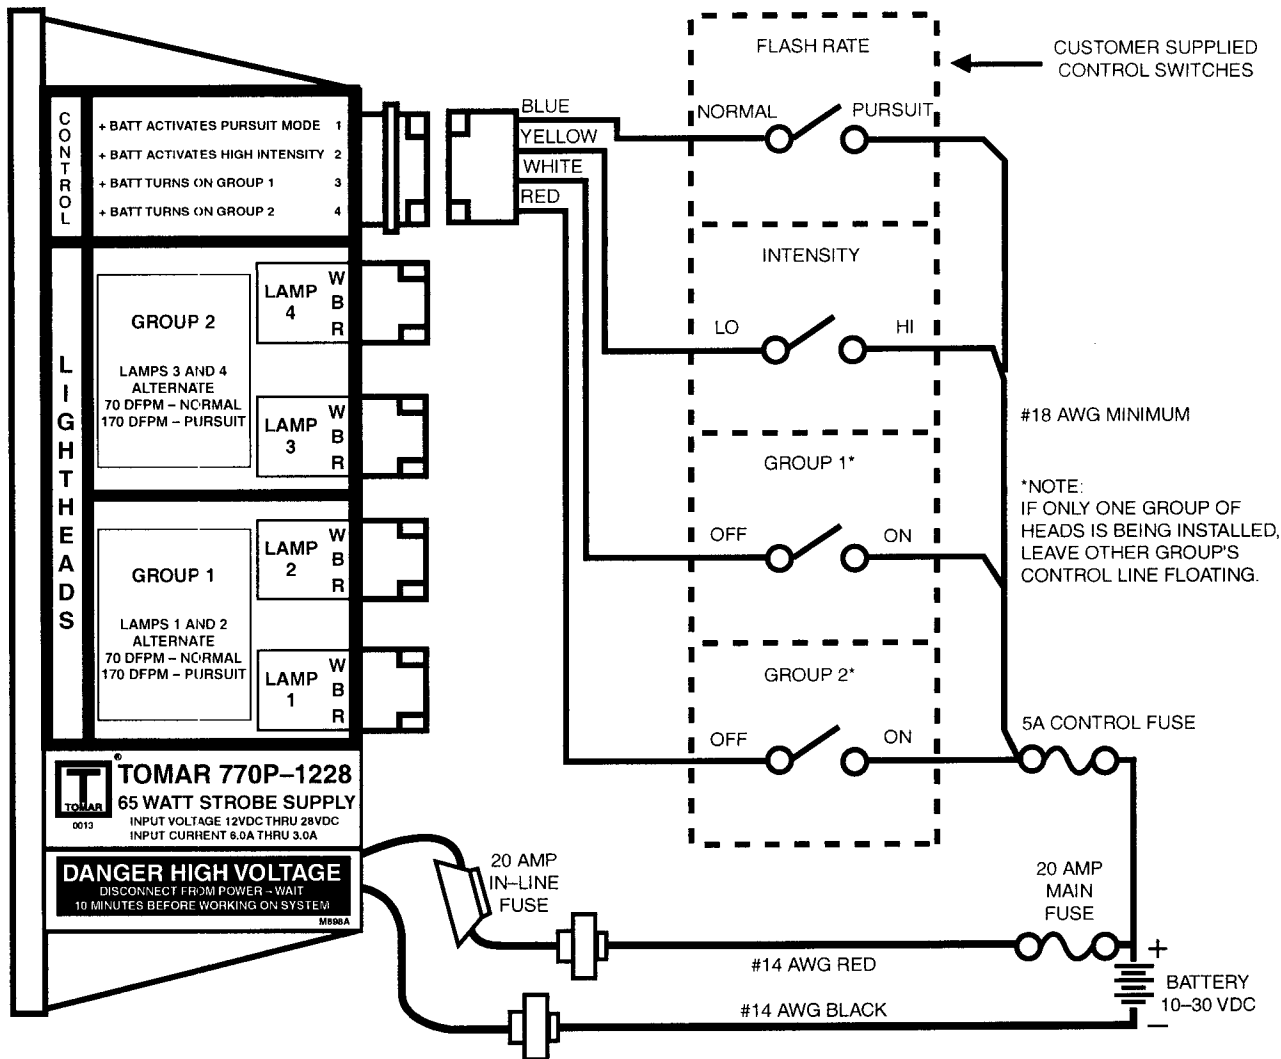 CONTROL
+ BATT ACTIVATES PURSUIT MODE 1
+ BATT ACTIVATES HIGH INTENSITY 2
+ BATT TURNS ON GROUP 1 3
+ BATT TURNS ON GROUP 2 4
LIGHTHEADS
GROUP 2
LAMPS 3 AND 4
ALTERNATE
70 DFPM – NORMAL
170 DFPM – PURSUIT
LAMP
4
W
B
R
LAMP
3
W
B
R
GROUP 1
LAMPS 1 AND 2
ALTERNATE
70 DFPM – NORMAL
170 DFPM – PURSUIT
LAMP
2
W
B
R
LAMP
1
W
B
R
T
TOMAR
0013
®
TOMAR 770P–1228
65 WATT STROBE SUPPLY
INPUT VOLTAGE 12VDC THRU 28VDC
INPUT CURRENT 6.0A THRU 3.0A
DANGER HIGH VOLTAGE
DISCONNECT FROM POWER – WAIT
10 MINUTES BEFORE WORKING ON SYSTEM
M898A
BLUE
YELLOW
WHITE
RED
FLASH RATE
NORMAL
PURSUIT
CUSTOMER SUPPLIED
CONTROL SWITCHES
INTENSITY
LO
HI
#18 AWG MINIMUM
GROUP 1*
OFF
ON
*NOTE:
IF ONLY ONE GROUP OF
HEADS IS BEING INSTALLED,
LEAVE OTHER GROUP'S
CONTROL LINE FLOATING.
GROUP 2*
OFF
ON
5A CONTROL FUSE
20 AMP
IN–LINE
FUSE
20 AMP
MAIN
FUSE
#14 AWG RED
#14 AWG BLACK
+
BATTERY
10–30 VDC
–